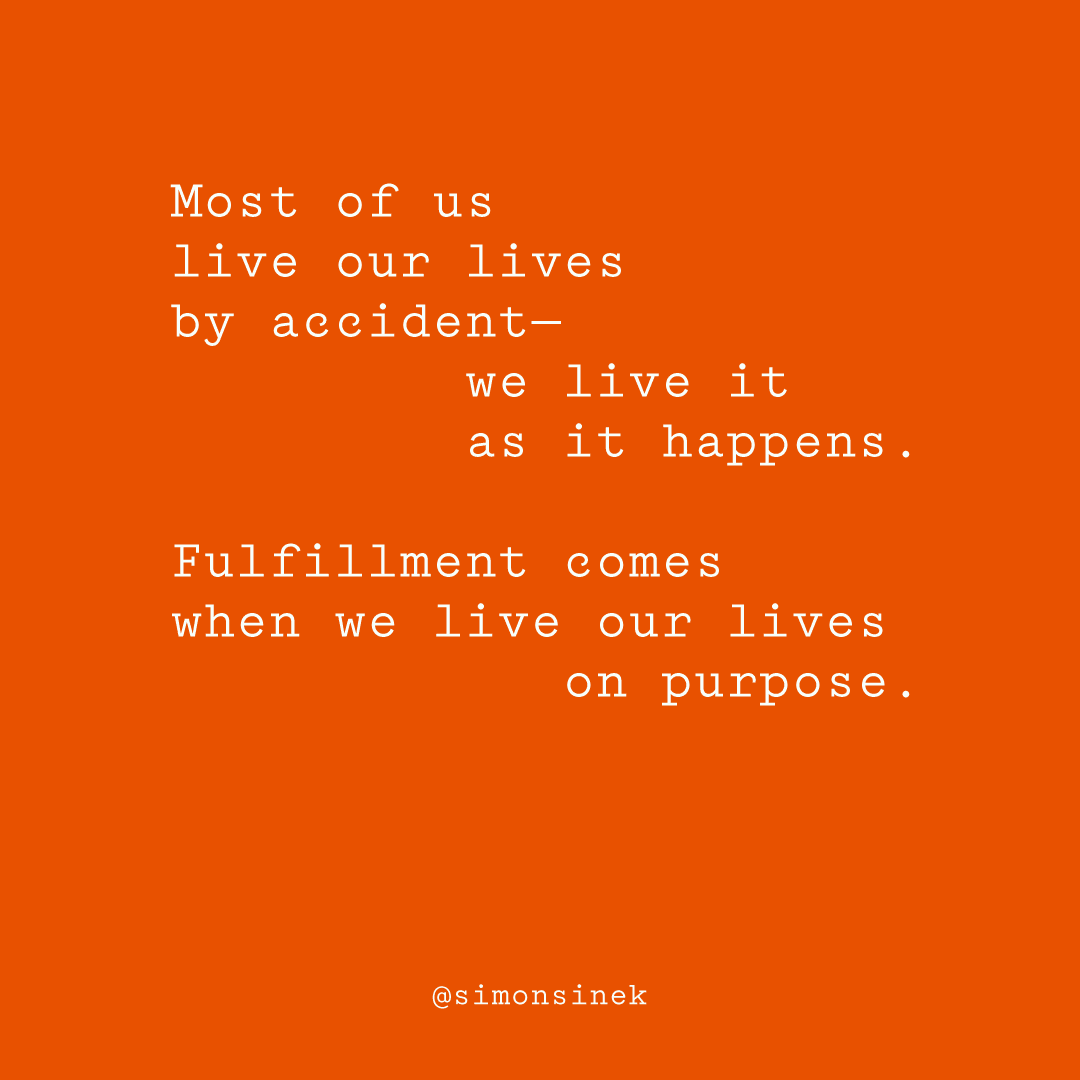 Most of us
live our lives
by accident—
we live it
as it happens.
Fulfillment comes
when we live our lives
on purpose.
@simonsinek